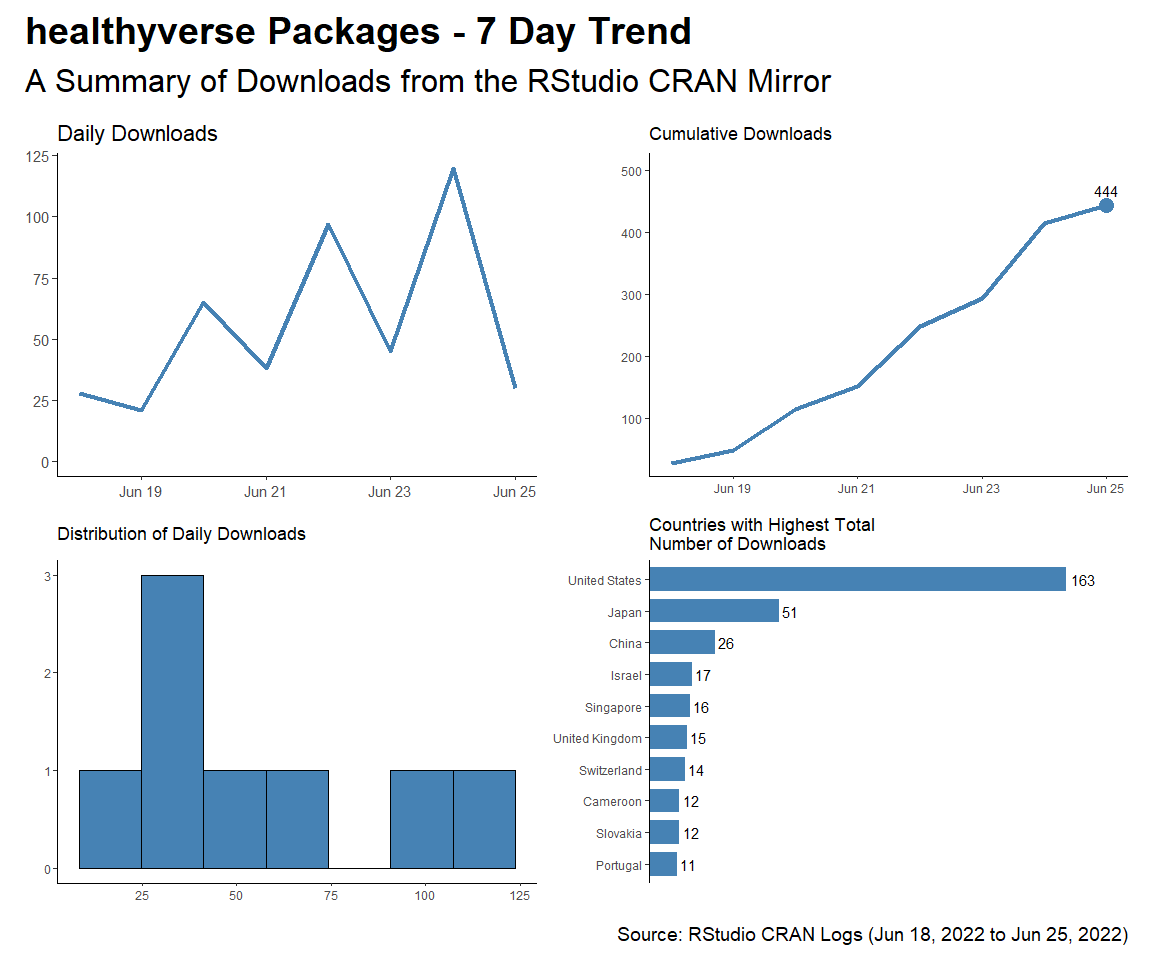 healthyverse Packages - 7 Day Trend
A Summary of Downloads from the RStudio CRAN Mirror
Daily Downloads
125
100
75
50
25
0
Jun 19 Jun 21 Jun 23 Jun 25
Cumulative Downloads
500
400
300
200
100
444
Jun 19 Jun 21 Jun 23 Jun 25
Distribution of Daily Downloads
3
2
1
0
25 50 75 100 125
Countries with Highest Total
Number of Downloads
United States 163
Japan 51
China 26
Israel 17
Singapore 16
United Kingdom 15
Switzerland 14
Cameroon 12
Slovakia 12
Portugal 11
Source: RStudio CRAN Logs (Jun 18, 2022 to Jun 25, 2022)